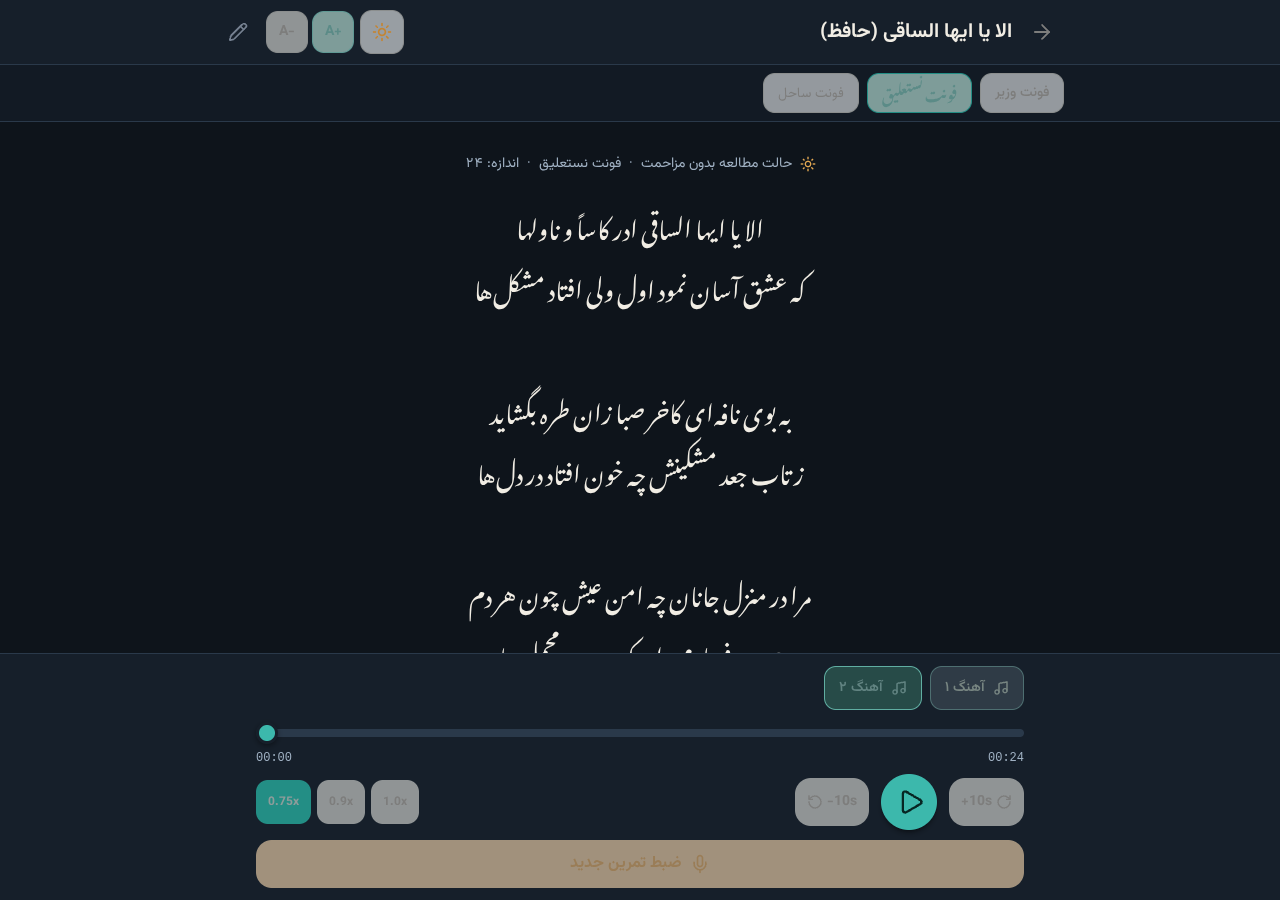 الا یا ایها الساقی (حافظ)
A+
A-
فونت وزیر
فونت نستعلیق
فونت ساحل
حالت مطالعه بدون مزاحمت · فونت نستعلیق · اندازه: ۲۴
الا یا ایها الساقی ادر کاساً و ناولها
که عشق آسان نمود اول ولی افتاد مشکل‌ها
به بوی نافه‌ای کاخر صبا زان طره بگشاید
ز تاب جعد مشکینش چه خون افتاد در دل‌ها
مرا در منزل جانان چه امن عیش چون هر دم
آهنگ ۱
آهنگ ۲
00:00
00:24
+10s
-10s
1.0x
0.9x
0.75x
ضبط تمرین جدید